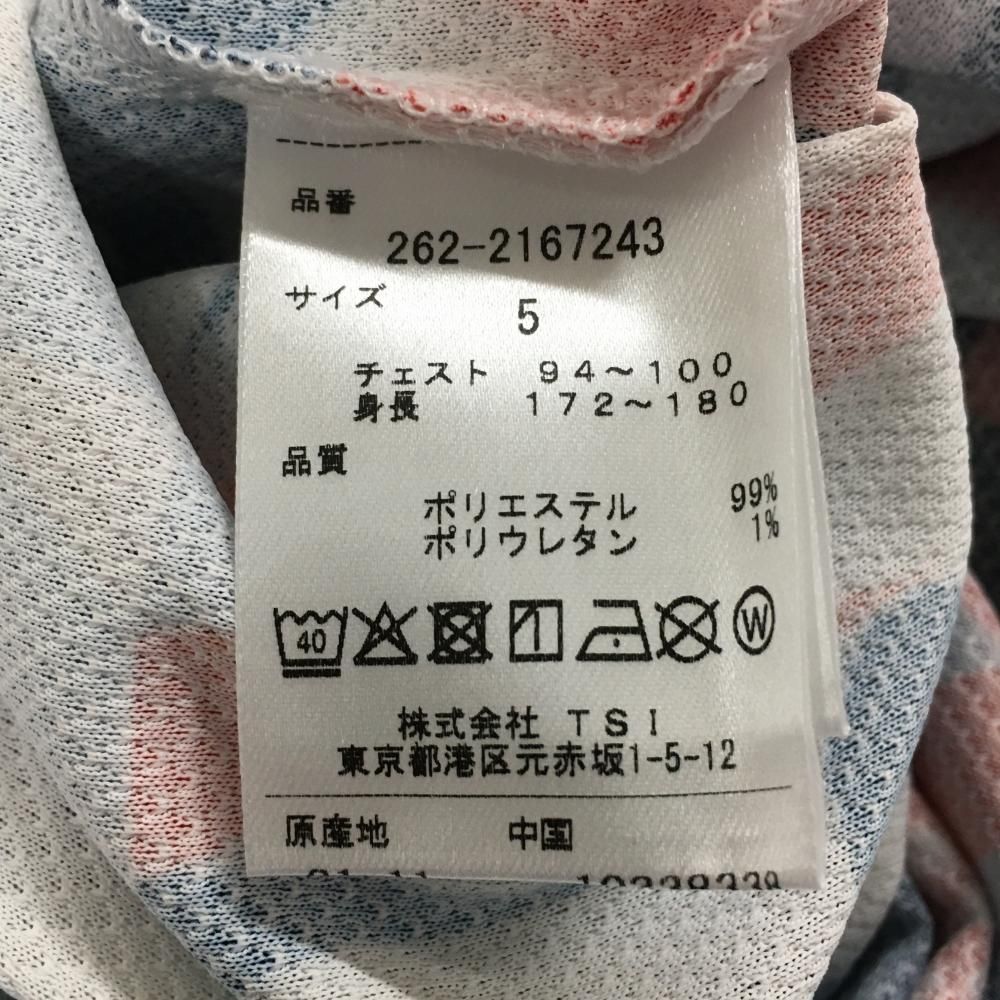 品番
262-2167243
サイズ 5
チェスト 94～100
身長 172～180
品質
ポリエステル 99%
ポリウレタン 1%
40 W
株式会社 TSI
東京都港区元赤坂1-5-12
原産地 中国